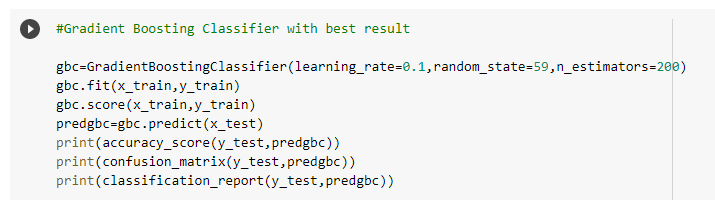 #Gradient Boosting Classifier with best result
gbc=GradientBoostingClassifier(learning_rate=0.1,random_state=59,n_estimators=200)
gbc.fit(x_train,y_train)
gbc.score(x_train,y_train)
predgbc=gbc.predict(x_test)
print(accuracy_score(y_test,predgbc))
print(confusion_matrix(y_test,predgbc))
print(classification_report(y_test,predgbc))